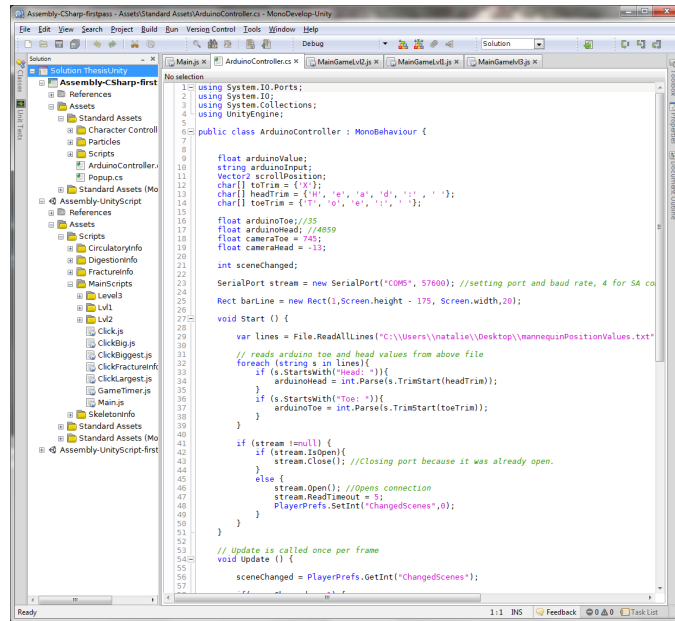 Assembly-CSharp-firstpass - Assets\Standard Assets\ArduinoController.cs - MonoDevelop-Unity
File Edit View Search Project Build Run Version Control Tools Window Help
Debug
Solution
Solution
Main.js
ArduinoController.cs
MainGameLvl2.js
MainGameLvl1.js
MainGamelvl3.js
No selection
Classes
Unit Tests
Solution ThesisUnity
Assembly-CSharp-firstp
References
Assets
Standard Assets
Character Controll
Particles
Scripts
ArduinoController.
Popup.cs
Standard Assets (Mo
Assembly-UnityScript
References
Assets
Scripts
CirculatoryInfo
DigestionInfo
FractureInfo
MainScripts
Level3
Lvl1
Lvl2
Click.js
ClickBig.js
ClickBiggest.js
ClickFractureInfo
ClickLargest.js
GameTimer.js
Main.js
SkeletonInfo
Standard Assets
Standard Assets (Mo
Assembly-UnityScript-first
1 using System.IO.Ports;
2 using System.IO;
3 using System.Collections;
4 using UnityEngine;
5
6 public class ArduinoController : MonoBehaviour {
7
8
9 float arduinoValue;
10 string arduinoInput;
11 Vector2 scrollPosition;
12 char[] toTrim = {'X'};
13 char[] headTrim = {'H', 'e', 'a', 'd', ':' , ' '};
14 char[] toeTrim = {'T', 'o', 'e', ':', ' '};
15
16 float arduinoToe;//35
17 float arduinoHead; //4059
18 float cameraToe = 745;
19 float cameraHead = -13;
20
21 int sceneChanged;
22
23 SerialPort stream = new SerialPort("COM5", 57600); //setting port and baud rate, 4 for SA co
24
25 Rect barLine = new Rect(1,Screen.height - 175, Screen.width,20);
26
27 void Start () {
28
29 var lines = File.ReadAllLines("C:\\Users\\natalie\\Desktop\\mannequinPositionValues.txt"
30
31 // reads arduino toe and head values from above file
32 foreach (string s in lines){
33 if (s.StartsWith("Head: ")){
34 arduinoHead = int.Parse(s.TrimStart(headTrim));
35 }
36 if (s.StartsWith("Toe: ")){
37 arduinoToe = int.Parse(s.TrimStart(toeTrim));
38 }
39 }
40
41 if (stream !=null) {
42 if (stream.IsOpen){
43 stream.Close(); //Closing port because it was already open.
44 }
45 else {
46 stream.Open(); //Opens connection
47 stream.ReadTimeout = 5;
48 PlayerPrefs.SetInt("ChangedScenes",0);
49 }
50 }
51 }
52
53 // Update is called once per frame
54 void Update () {
55
56 sceneChanged = PlayerPrefs.GetInt("ChangedScenes");
Toolbox
Properties
Document Outline
Ready
1 : 1 INS
Feedback
0
0
Task List